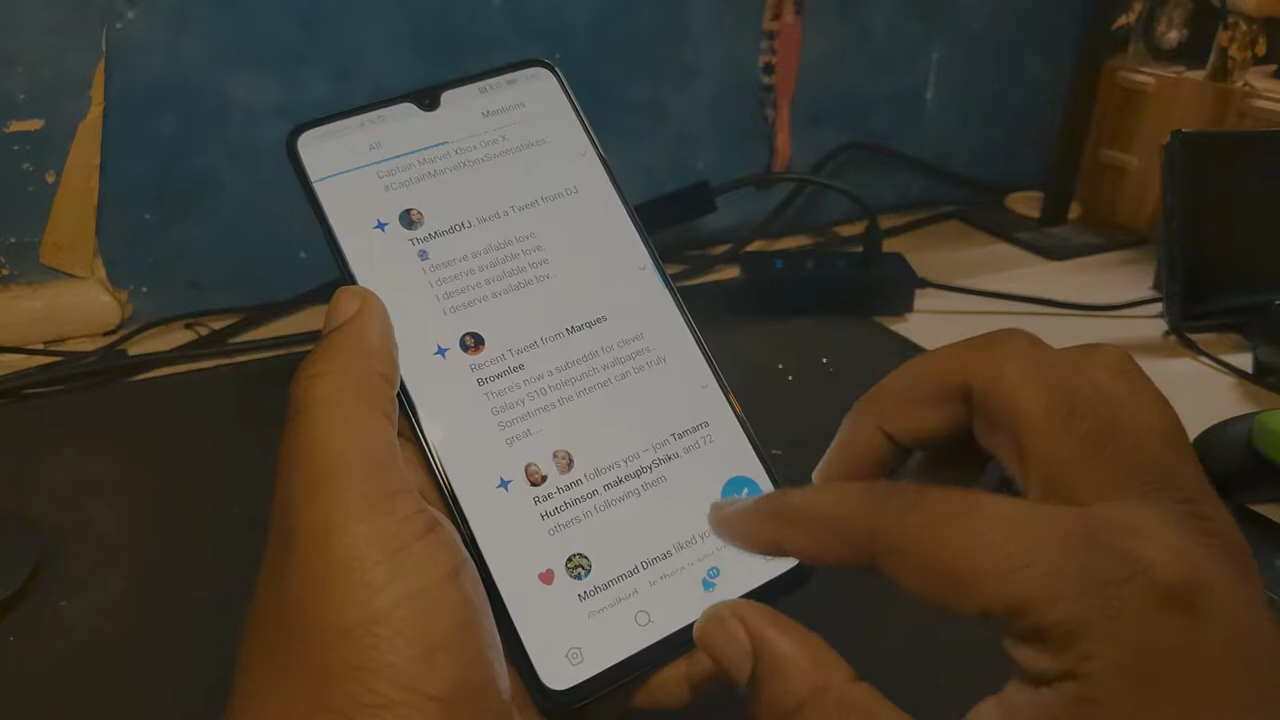 All
Mentions
Captain Marvel Xbox One X.
#CaptainMarvelXboxSweepstakes...
TheMindOfJ. liked a Tweet from DJ
I deserve available love.
I deserve available love.
I deserve available love.
I deserve available lov...
Recent Tweet from Marques
Brownlee
There's now a subreddit for clever
Galaxy S10 holepunch wallpapers...
Sometimes the internet can be truly
great....
Rae-hann follows you — join Tamarra
Hutchinson, makeupbyShiku, and 72
others in following them
Mohammad Dimas liked yo
11